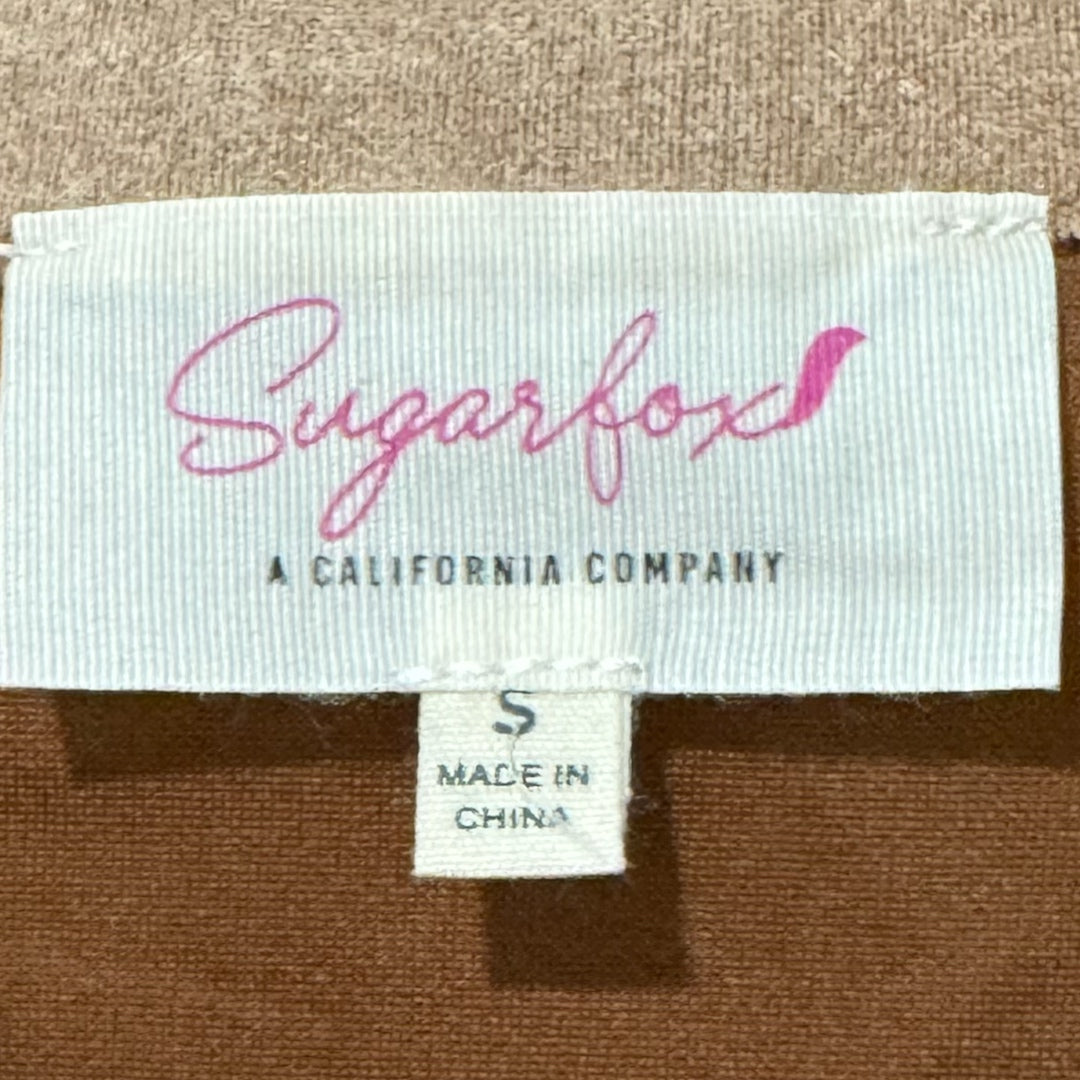 Sugarfox
A CALIFORNIA COMPANY
S
MADE IN
CHINA